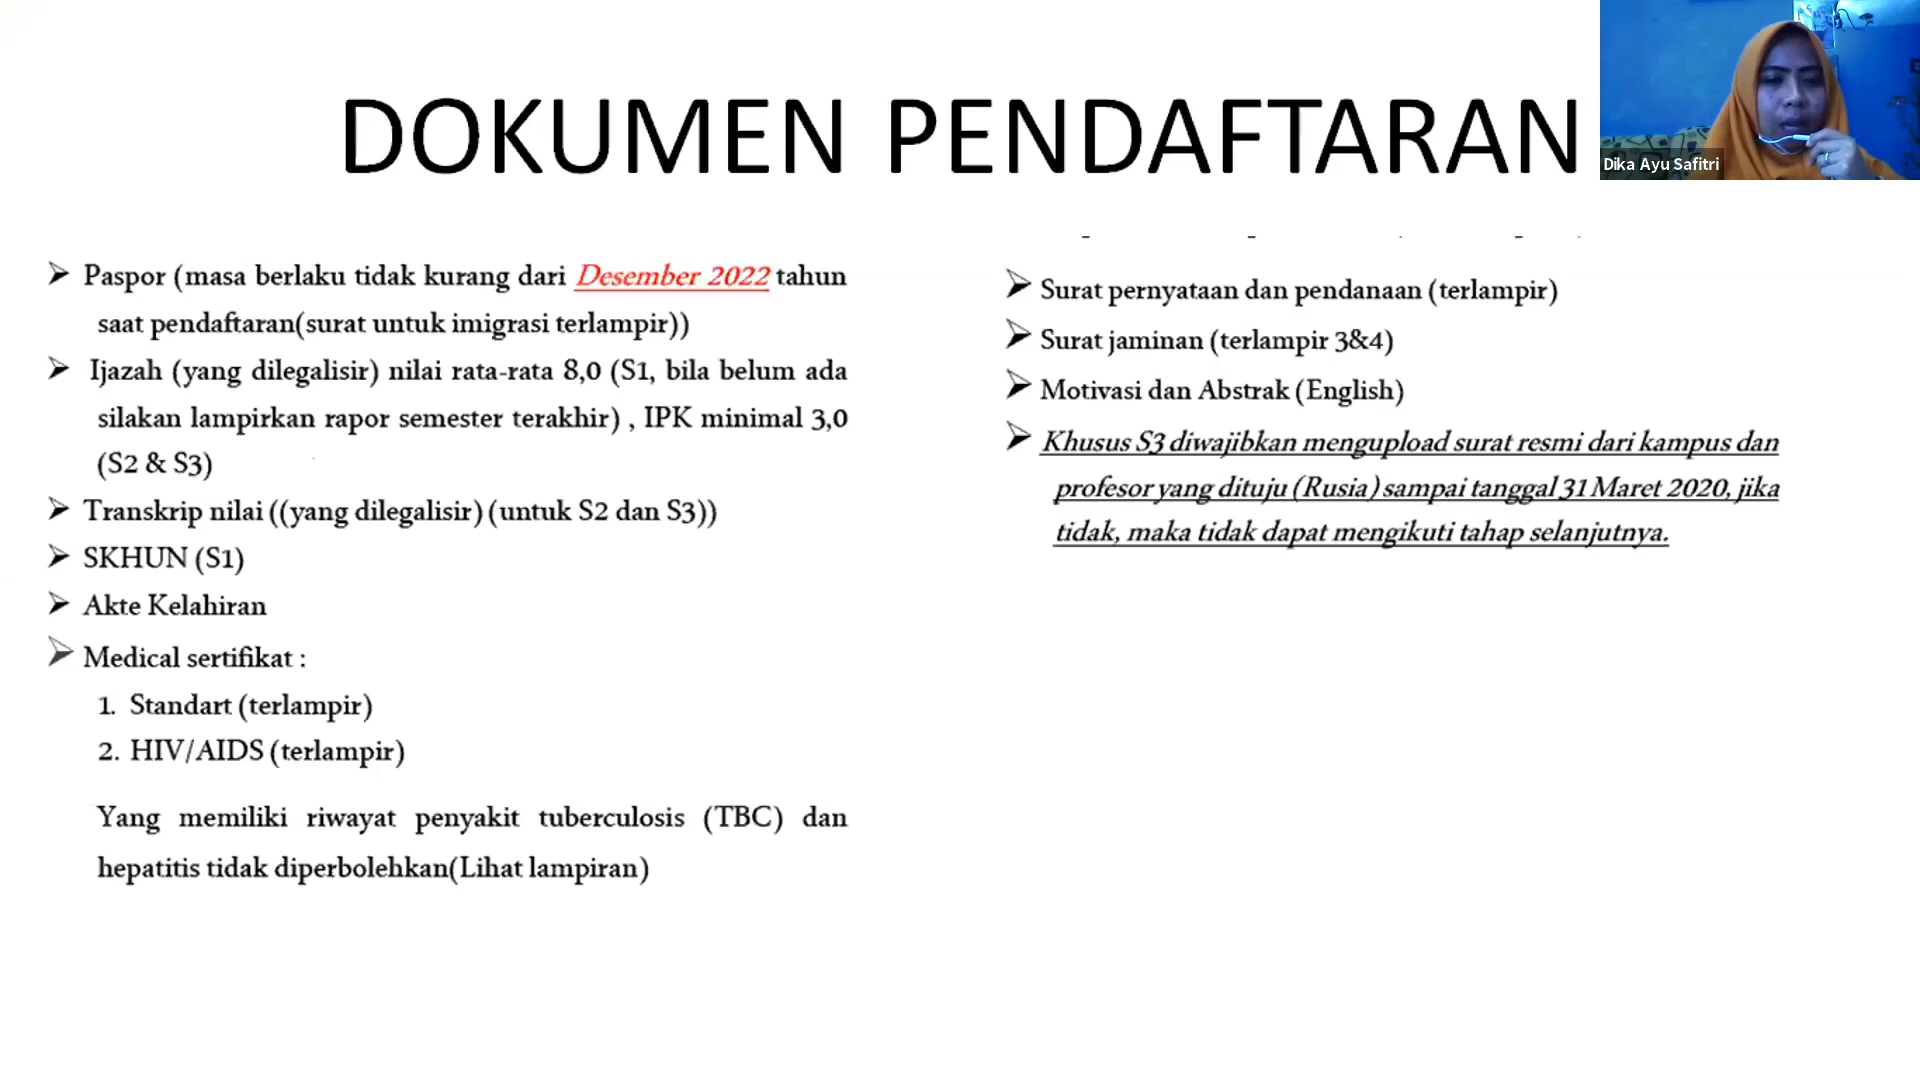 DOKUMEN PENDAFTARAN
Dika Ayu Safitri
➢ Paspor (masa berlaku tidak kurang dari Desember 2022 tahun
saat pendaftaran(surat untuk imigrasi terlampir))
➢ Ijazah (yang dilegalisir) nilai rata-rata 8,0 (S1, bila belum ada
silakan lampirkan rapor semester terakhir) , IPK minimal 3,0
(S2 & S3)
➢ Transkrip nilai ((yang dilegalisir) (untuk S2 dan S3))
➢ SKHUN (S1)
➢ Akte Kelahiran
➢ Medical sertifikat :
1. Standart (terlampir)
2. HIV/AIDS (terlampir)
Yang memiliki riwayat penyakit tuberculosis (TBC) dan
hepatitis tidak diperbolehkan(Lihat lampiran)
➢ Surat pernyataan dan pendanaan (terlampir)
➢ Surat jaminan (terlampir 3&4)
➢ Motivasi dan Abstrak (English)
➢ Khusus S3 diwajibkan mengupload surat resmi dari kampus dan
profesor yang dituju (Rusia) sampai tanggal 31 Maret 2020, jika
tidak, maka tidak dapat mengikuti tahap selanjutnya.